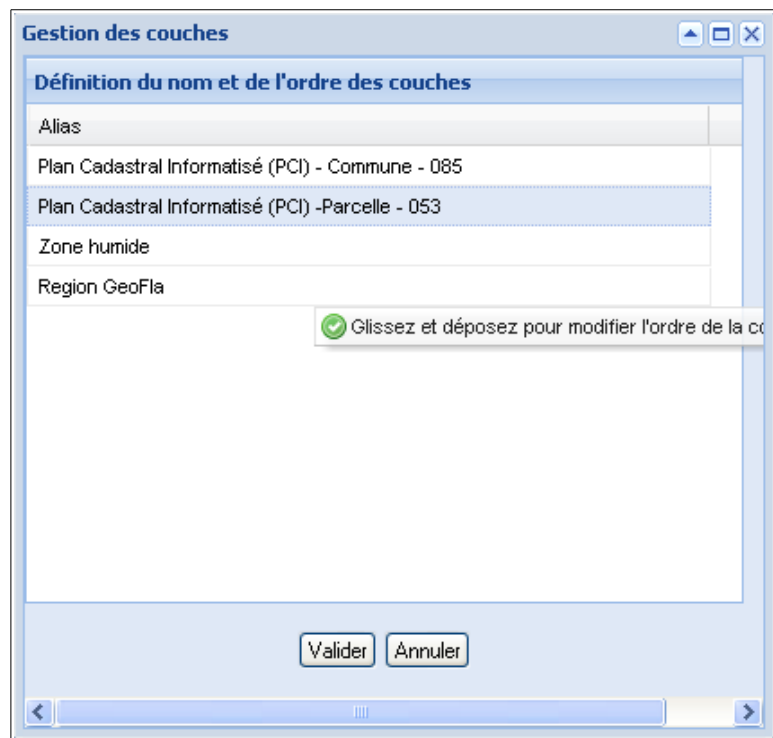 Gestion des couches
Définition du nom et de l'ordre des couches
Alias
Plan Cadastral Informatisé (PCI) - Commune - 085
Plan Cadastral Informatisé (PCI) -Parcelle - 053
Zone humide
Region GeoFla
Glissez et déposez pour modifier l'ordre de la
Valider Annuler